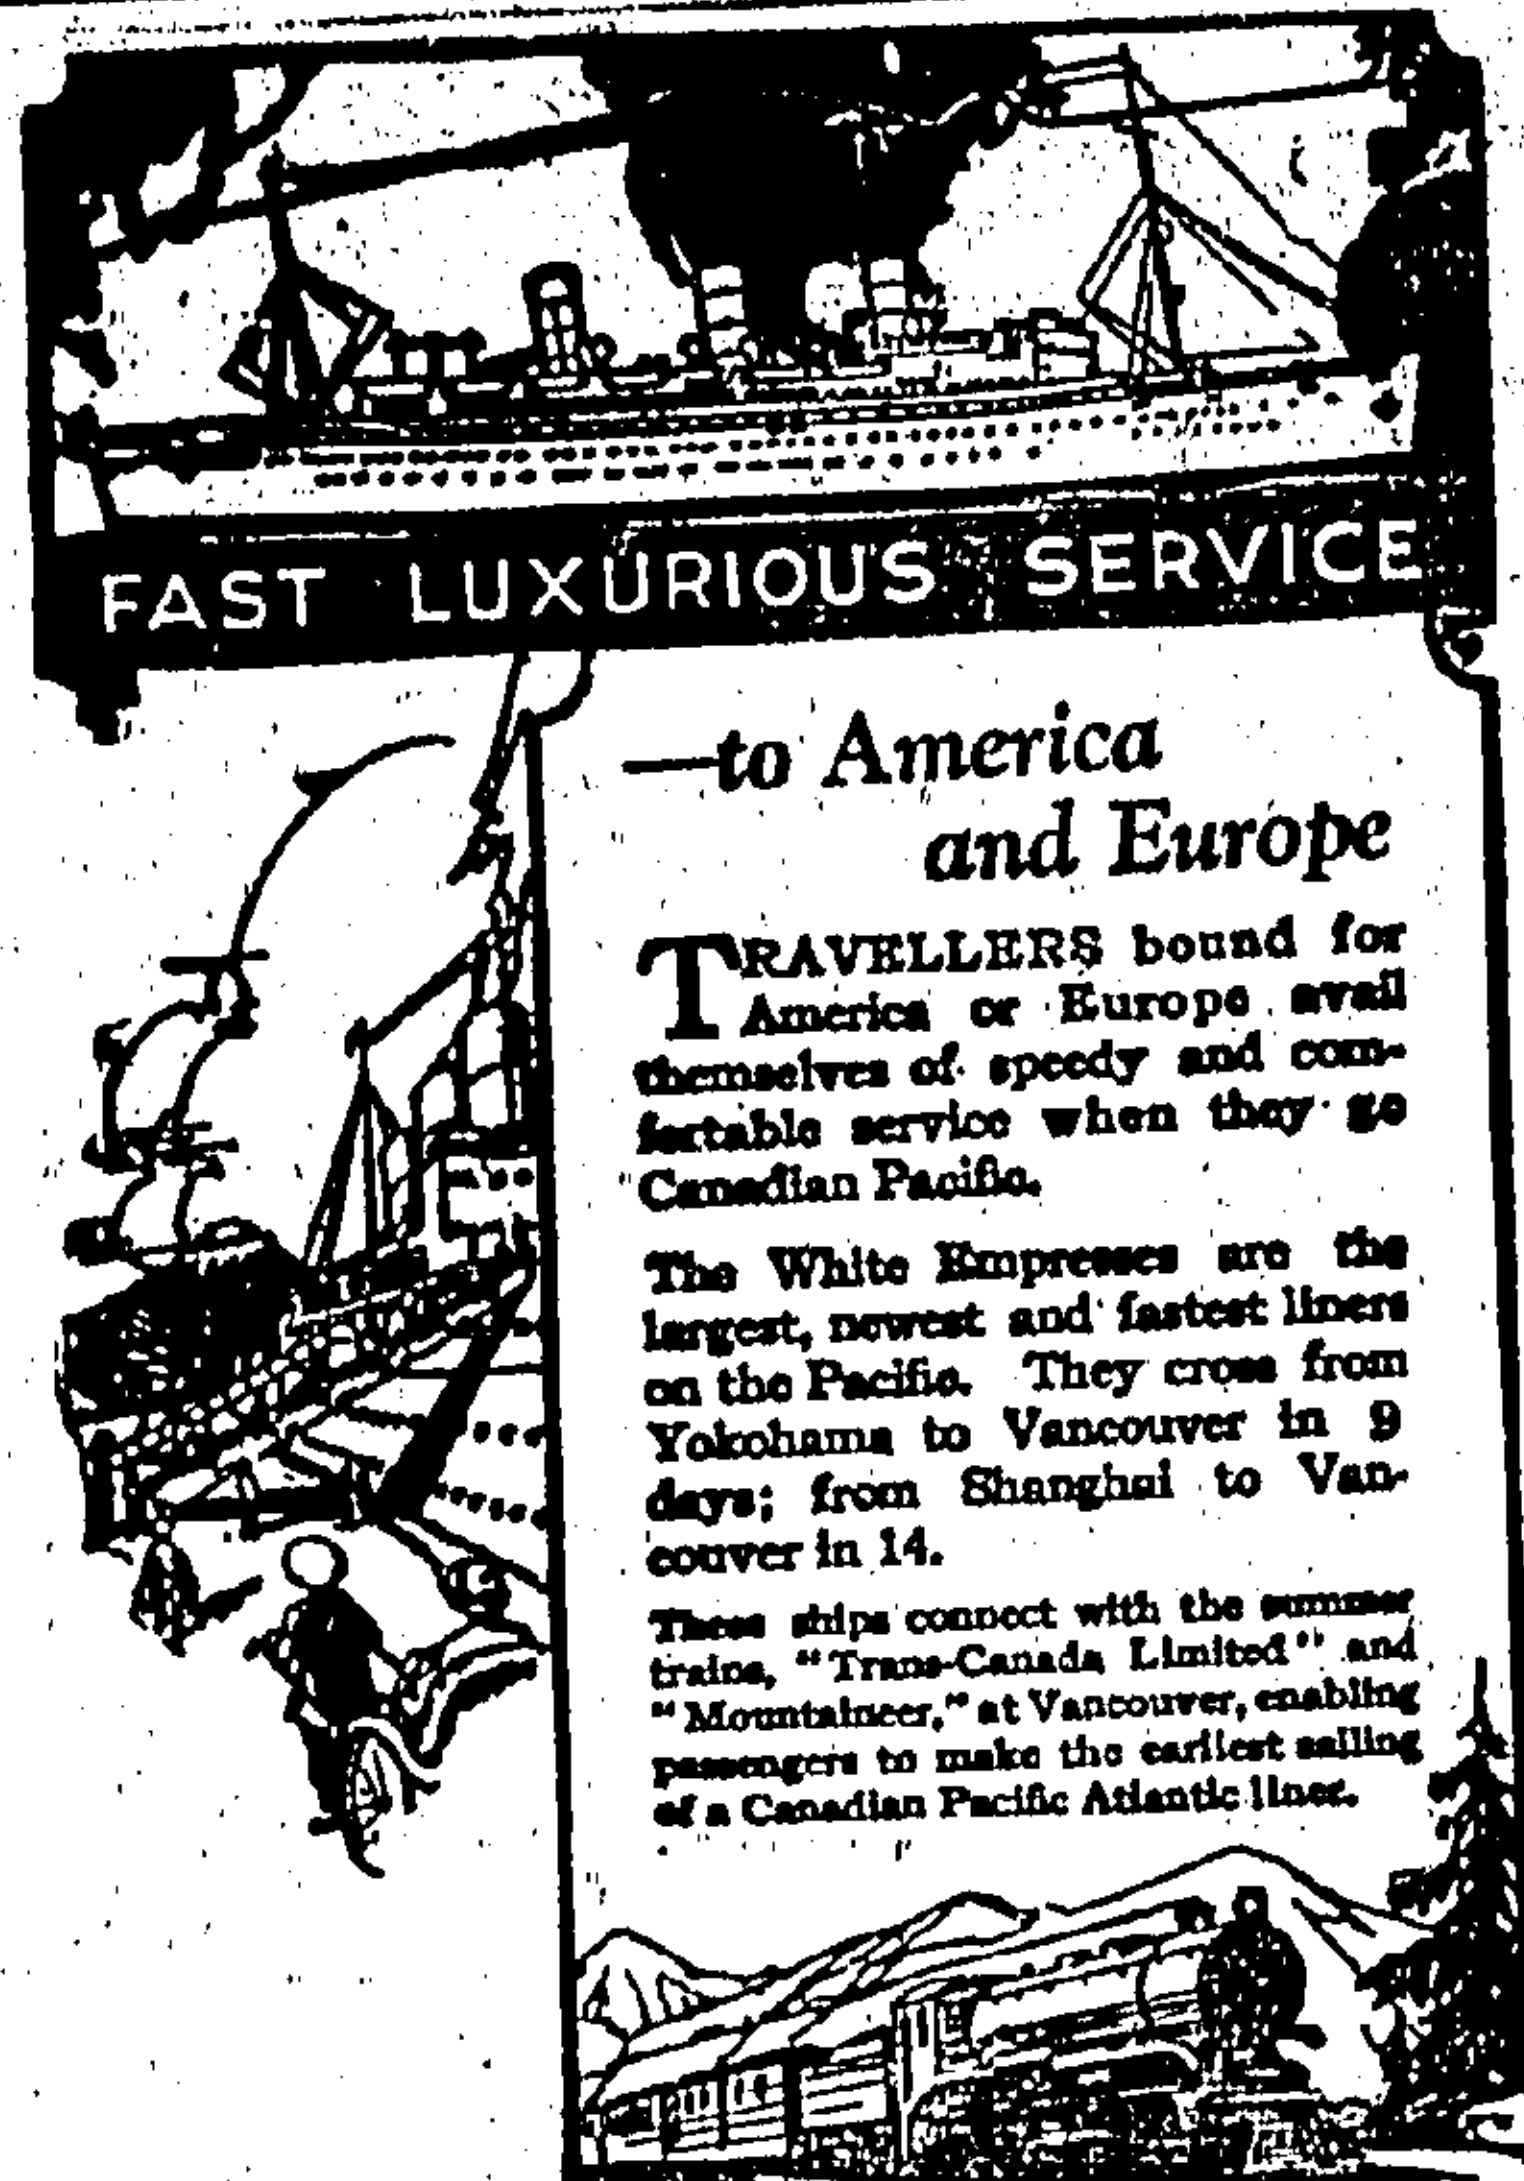 FAST LUXURIOUS SERVICE
—to America
and Europe
TRAVELLERS bound for
America or Europe avail
themselves of speedy and com-
fortable service when they go
Canadian Pacific.
The White Empresses are the
largest, newest and fastest liners
on the Pacific. They cross from
Yokohama to Vancouver in 9
days; from Shanghai to Van-
couver in 14.
These ships connect with the summer
trains, "Trans-Canada Limited" and
"Mountaineer," at Vancouver, enabling
passengers to make the earliest sailing
of a Canadian Pacific Atlantic liner.